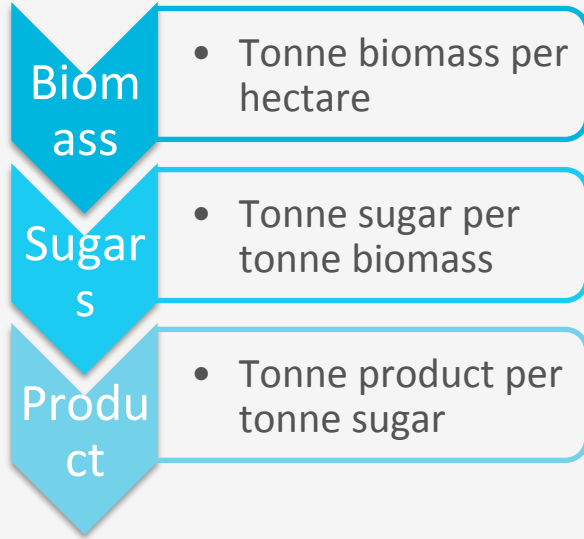 Biom
ass
• Tonne biomass per
hectare
Sugar
s
• Tonne sugar per
tonne biomass
Produ
ct
• Tonne product per
tonne sugar